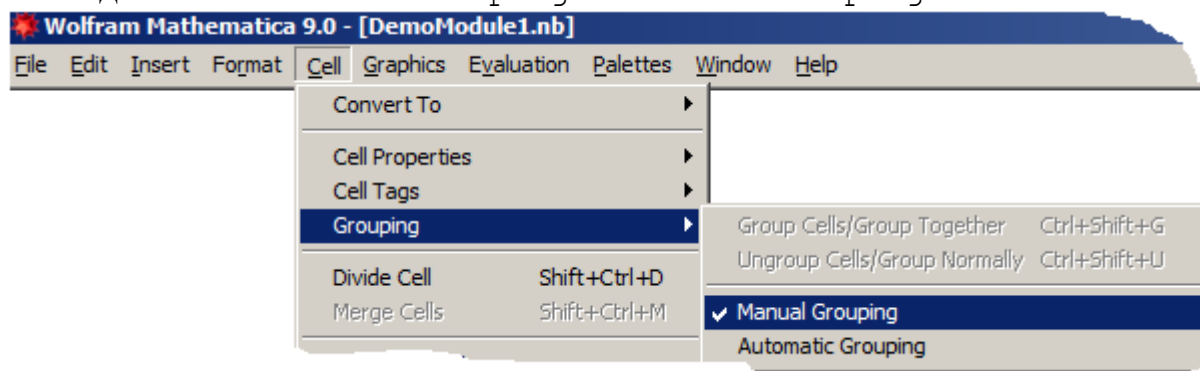 Wolfram Mathematica 9.0 - [DemoModule1.nb]
File Edit Insert Format Cell Graphics Evaluation Palettes Window Help
Convert To
Cell Properties
Cell Tags
Grouping
Group Cells/Group Together Ctrl+Shift+G
Ungroup Cells/Group Normally Ctrl+Shift+U
Divide Cell Shift+Ctrl+D
Merge Cells Shift+Ctrl+M
Manual Grouping
Automatic Grouping